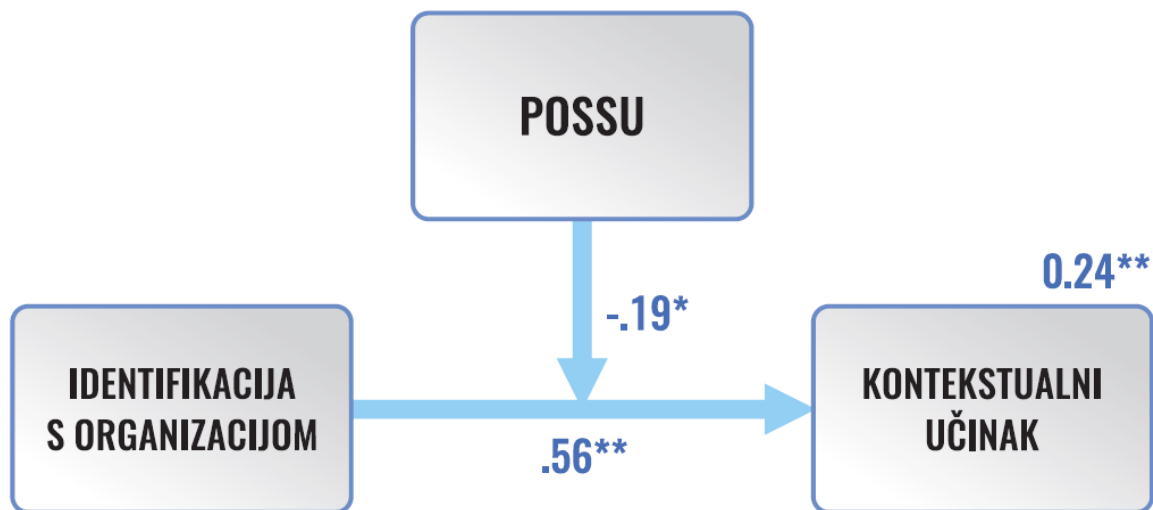 POSSU
0.24**
-.19*
IDENTIFIKACIJA
S ORGANIZACIJOM
KONTEKSTUALNI
UČINAK
.56**